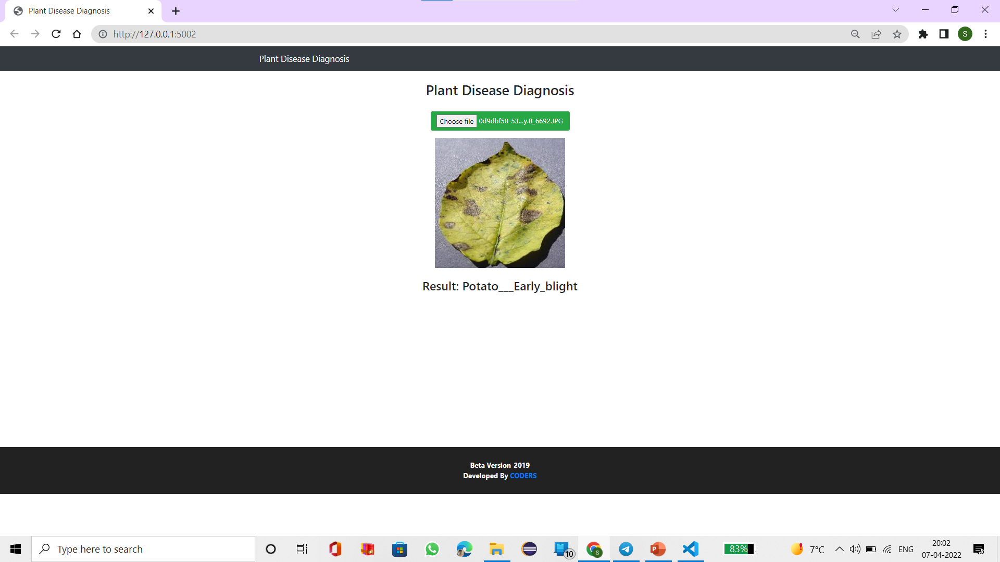 Plant Disease Diagnosis
http://127.0.0.1:5002
S
Plant Disease Diagnosis
Plant Disease Diagnosis
Choose file 0d9dbf50-53...y.B_6692.JPG
Result: Potato___Early_blight
Beta Version-2019
Developed By CODERS
Type here to search
10
S
P
83%
7°C
ENG
20:02
07-04-2022